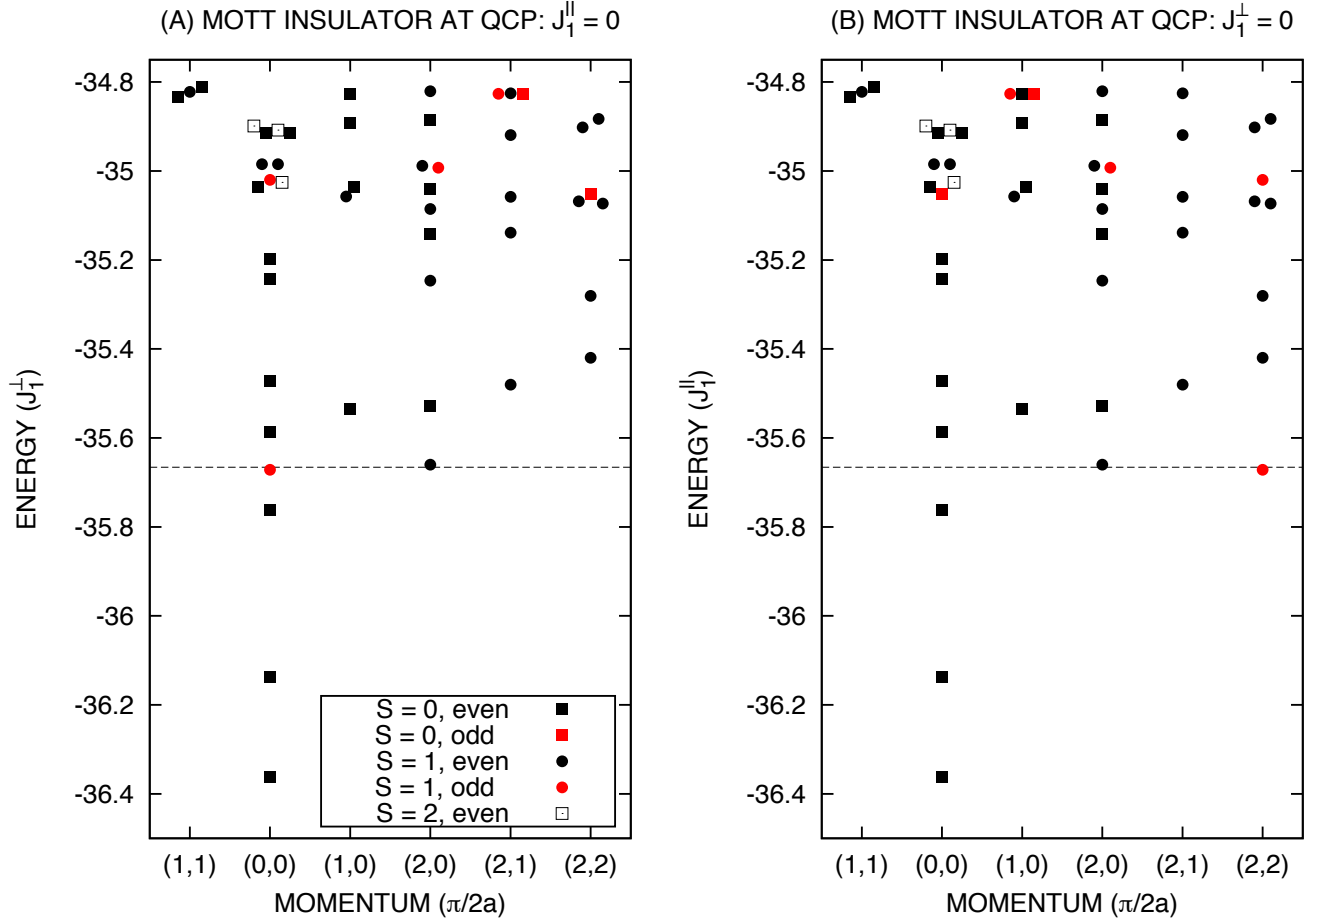 (A) MOTT INSULATOR AT QCP: J₁^∥ = 0
-34.8
-35
-35.2
-35.4
-35.6
-35.8
-36
-36.2
-36.4
ENERGY (J₁^⊥)
S = 0, even
S = 0, odd
S = 1, even
S = 1, odd
S = 2, even
(1,1) (0,0) (1,0) (2,0) (2,1) (2,2)
MOMENTUM (π/2a)
(B) MOTT INSULATOR AT QCP: J₁^⊥ = 0
-34.8
-35
-35.2
-35.4
-35.6
-35.8
-36
-36.2
-36.4
ENERGY (J₁^∥)
(1,1) (0,0) (1,0) (2,0) (2,1) (2,2)
MOMENTUM (π/2a)